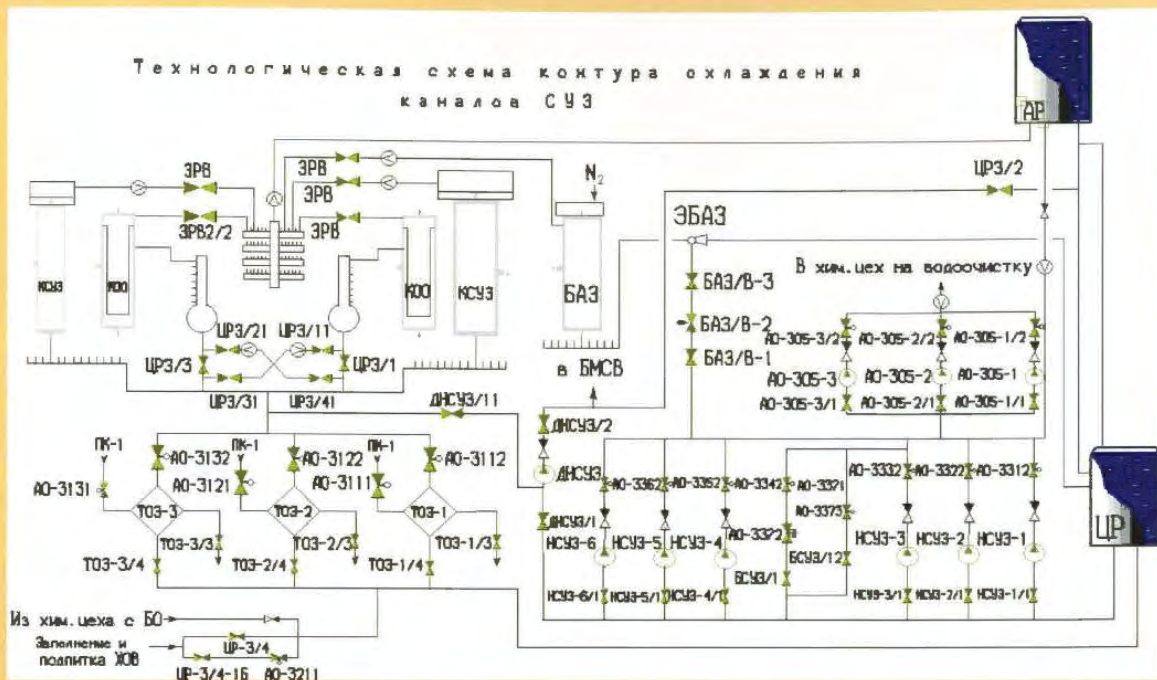 Технологическая схема контура охлаждения
каналов СУЗ
АР
ЦРЗ/2
ЭРВ
ЭРВ
ЭРВ
N₂
ЭРВ2/2
ЭРВ
ЭБАЗ
КСУЗ
КОО
КОО
КСУЗ
БАЗ
БАЗ/В-3
В хим.цех на водоочистку
БАЗ/В-2
ЦРЗ/21
ЦРЗ/11
АО-305-3/2
АО-305-2/2
АО-305-1/2
ЦРЗ/3
ЦРЗ/1
БАЗ/В-1
в БМСВ
АО-305-3
АО-305-2
АО-305-1
ЦРЗ/31
ЦРЗ/41
ДНСУЗ/11
АО-305-3/1
АО-305-2/1
АО-305-1/1
ДНСУЗ/2
ПК-1
ПК-1
ПК-1
АО-3132
АО-3122
АО-3112
ДНСУЗ
АО-3362
АО-3352
АО-3342
АО-3371
АО-3332
АО-3322
АО-3312
АО-3131
АО-3121
АО-3111
АО-3373
ЦР
ТОЗ-3
ТОЗ-2
ТОЗ-1
ДНСУЗ/1
АО-3372
ТОЗ-3/3
ТОЗ-2/3
ТОЗ-1/3
НСУЗ-6
НСУЗ-5
НСУЗ-4
БСУЗ/12
НСУЗ-3
НСУЗ-2
НСУЗ-1
ТОЗ-3/4
ТОЗ-2/4
ТОЗ-1/4
БСУЗ/1
НСУЗ-6/1
НСУЗ-5/1
НСУЗ-4/1
НСУЗ-3/1
НСУЗ-2/1
НСУЗ-1/1
Из хим.цеха с БО
Заполнение и
подпитка ХОВ
ЦР-3/4
ЦР-3/4-1Б
АО-3211